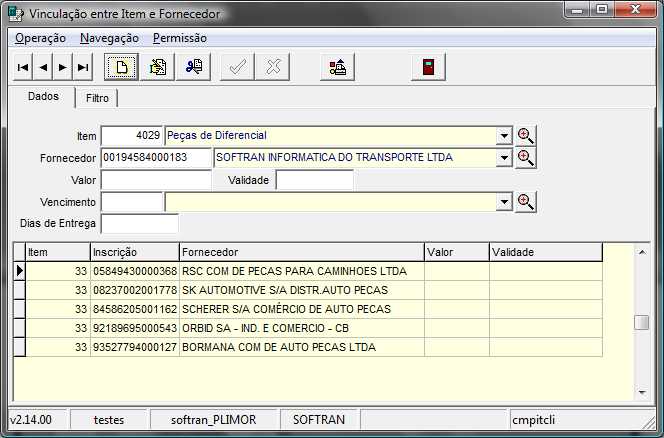 Vinculação entre Item e Fornecedor
Operação Navegação Permissão
Dados Filtro
Item 4029 Peças de Diferencial
Fornecedor 00194584000183 SOFTRAN INFORMATICA DO TRANSPORTE LTDA
Valor Validade
Vencimento
Dias de Entrega
Item Inscrição Fornecedor Valor Validade
33 05849430000368 RSC COM DE PECAS PARA CAMINHOES LTDA
33 08237002001778 SK AUTOMOTIVE S/A DISTR.AUTO PECAS
33 84586205001162 SCHERER S/A COMÉRCIO DE AUTO PECAS
33 92189695000543 ORBID SA - IND. E COMERCIO - CB
33 93527794000127 BORMANA COM DE AUTO PECAS LTDA
v2.14.00 testes softran_PLIMOR SOFTRAN cmpitcli